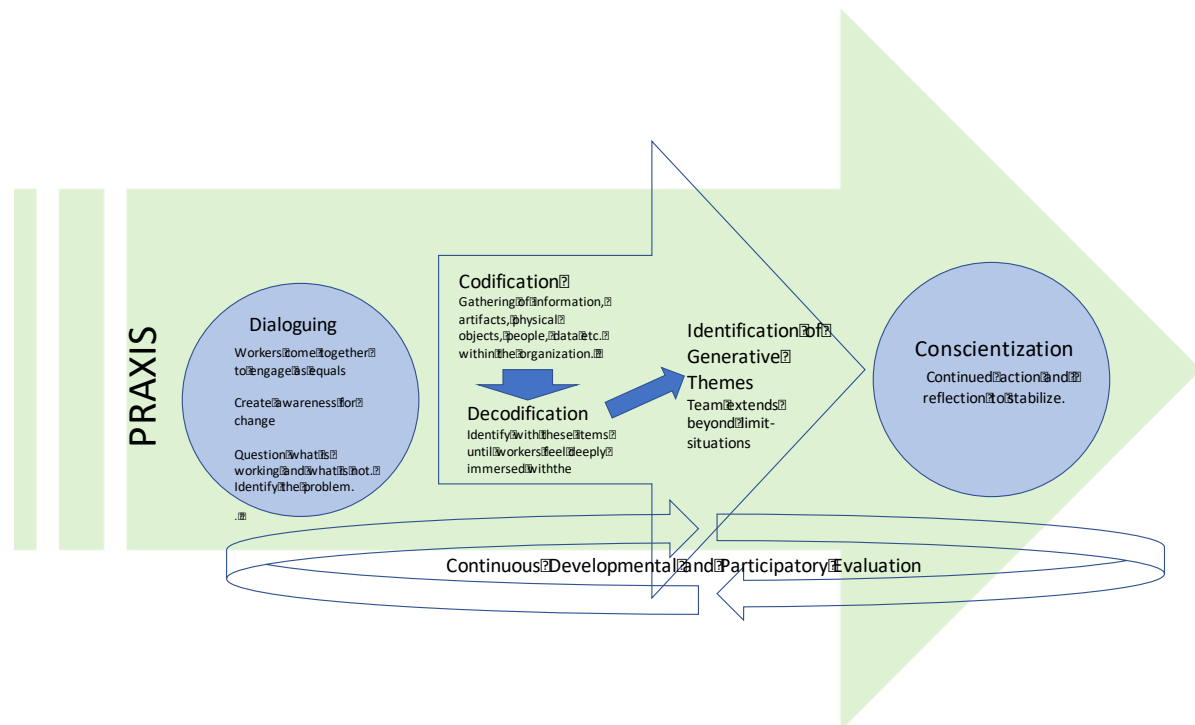 PRAXIS
Dialoguing
Workers come together
to engage as equals
Create awareness for
change
Question what is
working and what is not.
Identify the problem.
.
Codification
Gathering of information,
artifacts, physical
objects, people, data etc.
within the organization.
Decodification
Identify with these items
until workers feel deeply
immersed withthe
Identification of
Generative
Themes
Team extends
beyond limit-
situations
Conscientization
Continued action and
reflection to stabilize.
Continuous Developmental and Participatory Evaluation